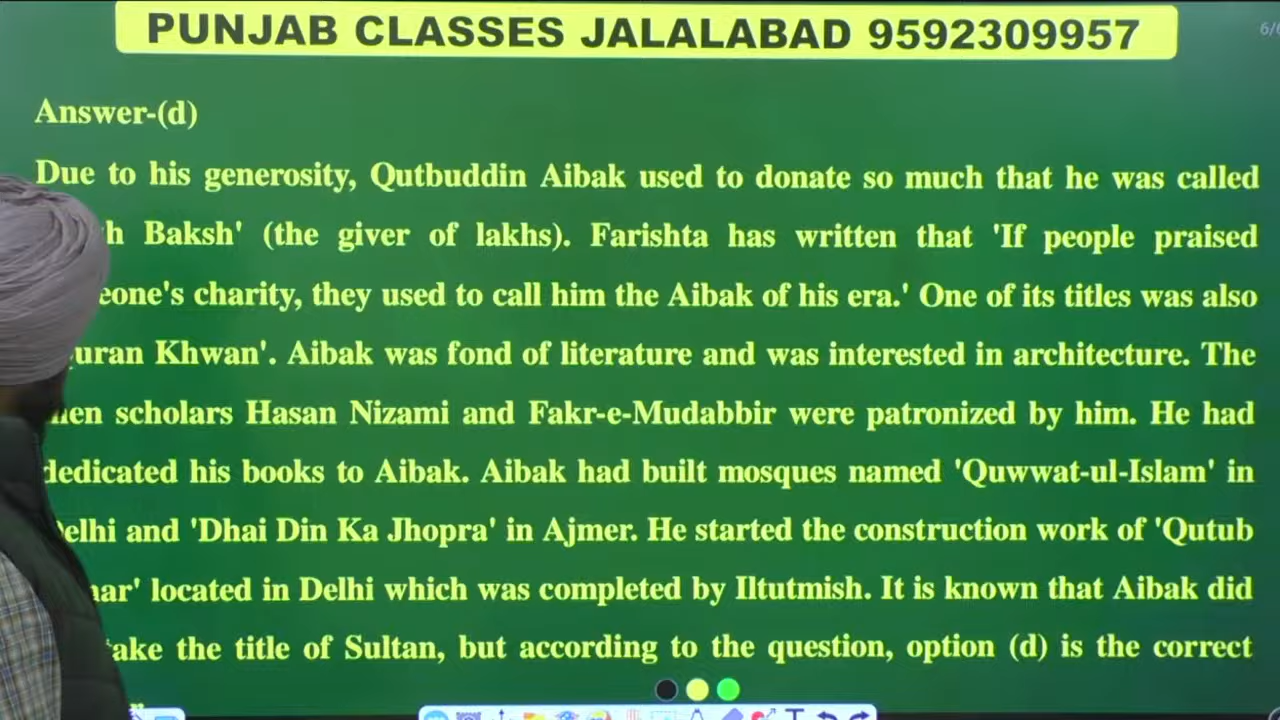 PUNJAB CLASSES JALALABAD 9592309957
6/6
Answer-(d)
Due to his generosity, Qutbuddin Aibak used to donate so much that he was called
h Baksh' (the giver of lakhs). Farishta has written that 'If people praised
eone's charity, they used to call him the Aibak of his era.' One of its titles was also
uran Khwan'. Aibak was fond of literature and was interested in architecture. The
scholars Hasan Nizami and Fakr-e-Mudabbir were patronized by him. He had
dedicated his books to Aibak. Aibak had built mosques named 'Quwwat-ul-Islam' in
elhi and 'Dhai Din Ka Jhopra' in Ajmer. He started the construction work of 'Qutub
ar' located in Delhi which was completed by Iltutmish. It is known that Aibak did
ake the title of Sultan, but according to the question, option (d) is the correct